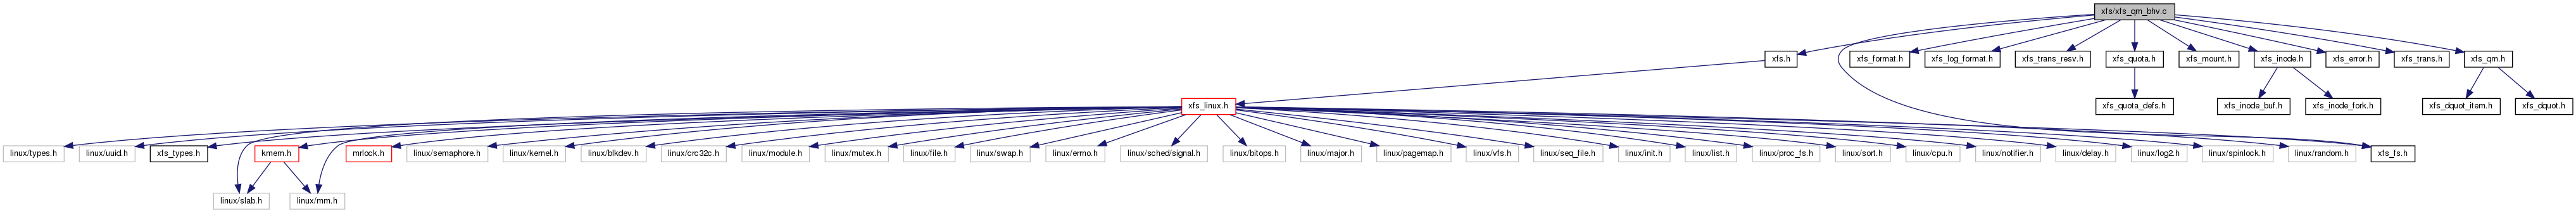 xfs/xfs_qm_bhv.c
xfs.h
xfs_format.h
xfs_log_format.h
xfs_trans_resv.h
xfs_quota.h
xfs_mount.h
xfs_inode.h
xfs_error.h
xfs_trans.h
xfs_qm.h
xfs_linux.h
xfs_quota_defs.h
xfs_inode_buf.h
xfs_inode_fork.h
xfs_dquot_item.h
xfs_dquot.h
linux/types.h
linux/uuid.h
xfs_types.h
kmem.h
mrlock.h
linux/semaphore.h
linux/kernel.h
linux/blkdev.h
linux/crc32c.h
linux/module.h
linux/mutex.h
linux/file.h
linux/swap.h
linux/errno.h
linux/sched/signal.h
linux/bitops.h
linux/major.h
linux/pagemap.h
linux/vfs.h
linux/seq_file.h
linux/init.h
linux/list.h
linux/proc_fs.h
linux/sort.h
linux/cpu.h
linux/notifier.h
linux/delay.h
linux/log2.h
linux/spinlock.h
linux/random.h
xfs_fs.h
linux/slab.h
linux/mm.h